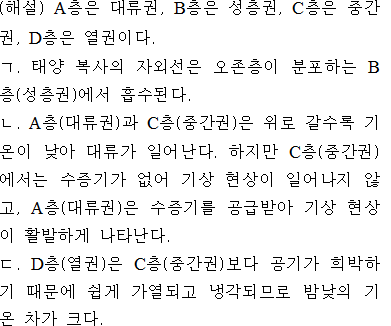 (해설) A층은 대류권, B층은 성층권, C층은 중간
권, D층은 열권이다.
ㄱ. 태양 복사의 자외선은 오존층이 분포하는 B
층(성층권)에서 흡수된다.
ㄴ. A층(대류권)과 C층(중간권)은 위로 갈수록 기
온이 낮아 대류가 일어난다. 하지만 C층(중간권)
에서는 수증기가 없어 기상 현상이 일어나지 않
고, A층(대류권)은 수증기를 공급받아 기상 현상
이 활발하게 나타난다.
ㄷ. D층(열권)은 C층(중간권)보다 공기가 희박하
기 때문에 쉽게 가열되고 냉각되므로 밤낮의 기
온 차가 크다.